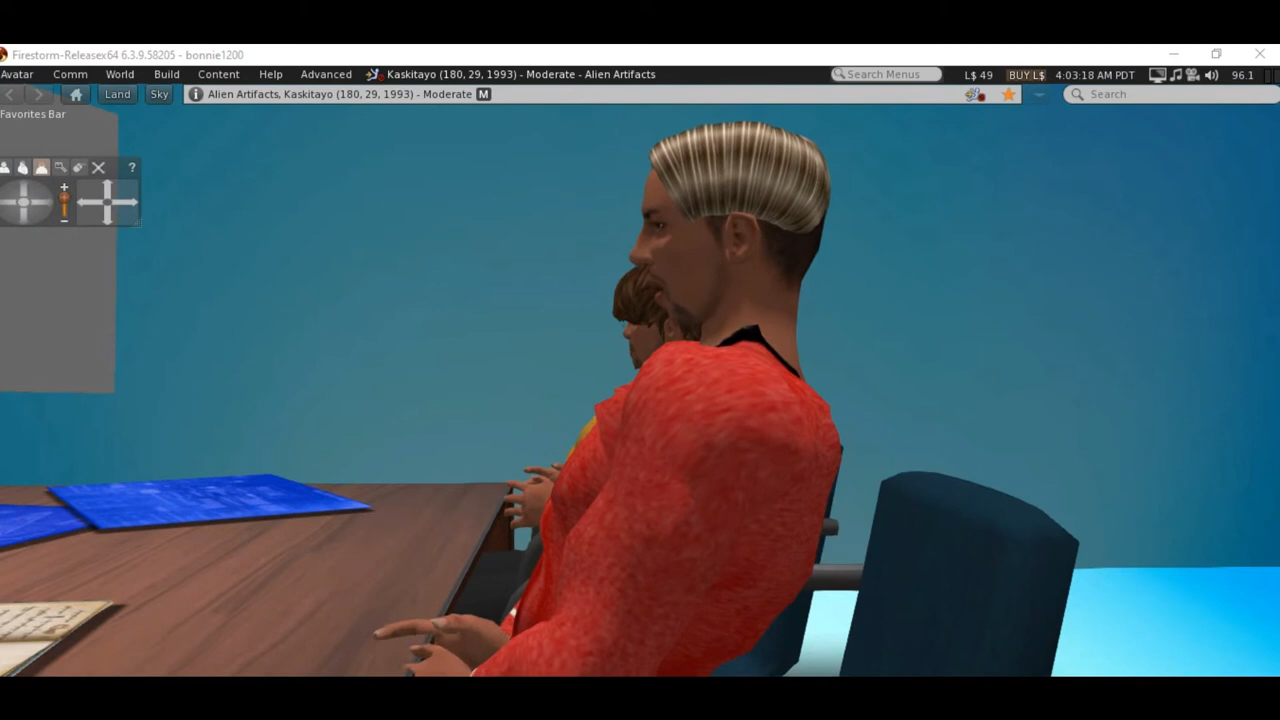 Firestorm-Releasex64 6.3.9.58205 - bonnie1200
Avatar Comm World Build Content Help Advanced Kaskitayo (180, 29, 1993) - Moderate - Alien Artifacts Search Menus L$ 49 BUY L$ 4:03:18 AM PDT 96.1
Land Sky Alien Artifacts, Kaskitayo (180, 29, 1993) - Moderate M Search
Favorites Bar
?